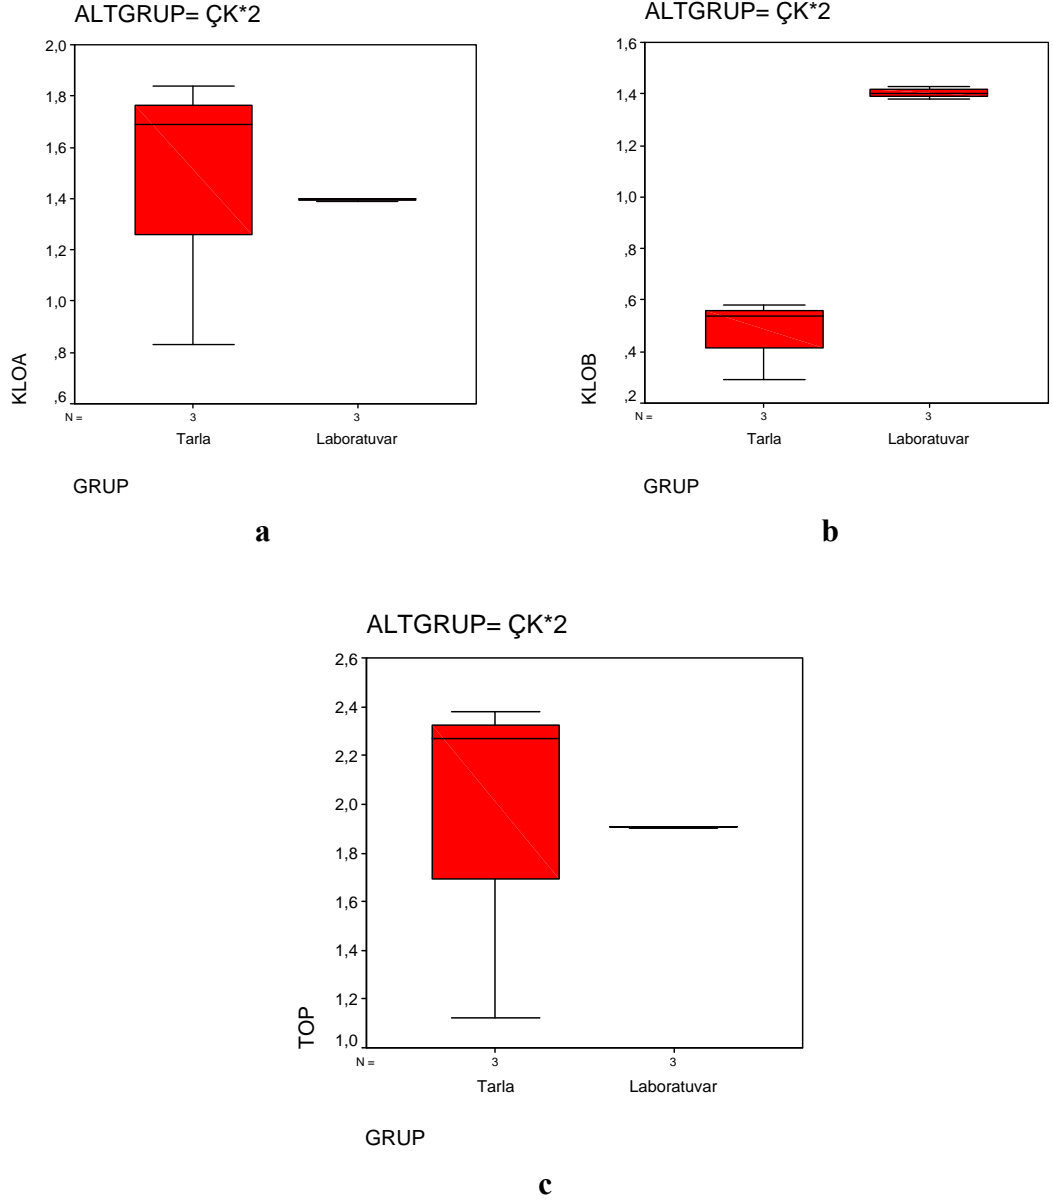 ALTGRUP= ÇK*2
2,0
1,8
1,6
1,4
1,2
1,0
,8
,6
KLOA
N = 3 3
Tarla Laboratuvar
GRUP
a
ALTGRUP= ÇK*2
1,6
1,4
1,2
1,0
,8
,6
,4
,2
KLOB
N = 3 3
Tarla Laboratuvar
GRUP
b
ALTGRUP= ÇK*2
2,6
2,4
2,2
2,0
1,8
1,6
1,4
1,2
1,0
TOP
N = 3 3
Tarla Laboratuvar
GRUP
c